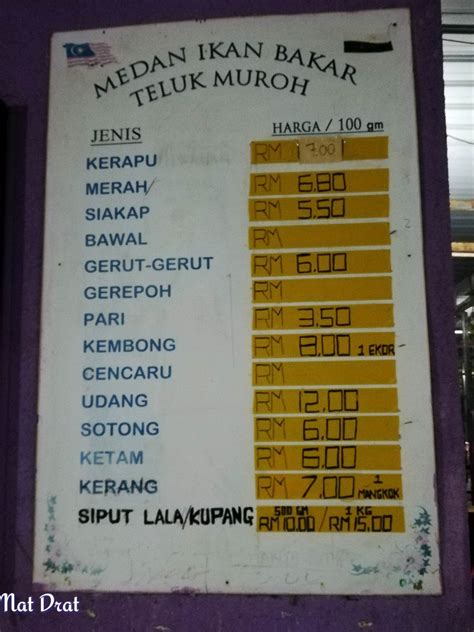 MEDAN IKAN BAKAR
TELUK MUROH
JENIS HARGA / 100 gm
KERAPU RM 7.00
MERAH/ RM 6.80
SIAKAP RM 5.50
BAWAL RM
GERUT-GERUT RM 6.00
GEREPOH RM
PARI RM 3.50
KEMBONG RM 8.00 1 EKOR
CENCARU RM
UDANG RM 12.00
SOTONG RM 6.00
KETAM RM 6.00
KERANG RM 7.00 1 MANGKOK
SIPUT LALA/KUPANG 500 GM RM 10.00 / 1 KG RM 15.00
Nat Drat